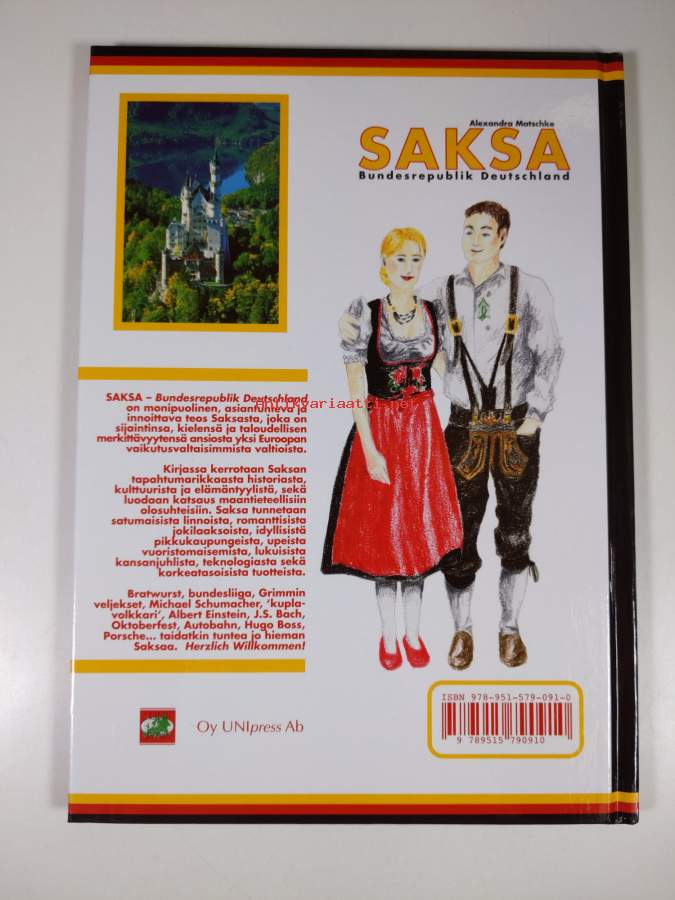 Alexandra Matschke
SAKSA
Bundesrepublik Deutschland
SAKSA – Bundesrepublik Deutschland
on monipuolinen, asiantunteva ja
innoittava teos Saksasta, joka on
sijaintinsa, kielensä ja taloudellisen
merkittävyytensä ansiosta yksi Euroopan
vaikutusvaltaisimmista valtioista.
Kirjassa kerrotaan Saksan
tapahtumarikkaasta historiasta,
kulttuurista ja elämäntyylistä, sekä
luodaan katsaus maantieteellisiin
olosuhteisiin. Saksa tunnetaan
satumaisista linnoista, romanttisista
jokilaaksoista, idyllisistä
pikkukaupungeista, upeista
vuoristomaisemista, lukuisista
kansanjuhlista, teknologiasta sekä
korkeatasoisista tuotteista.
Bratwurst, bundesliiga, Grimmin
veljekset, Michael Schumacher, 'kupla-
volkkari', Albert Einstein, J.S. Bach,
Oktoberfest, Autobahn, Hugo Boss,
Porsche... taidatkin tuntea jo hieman
Saksaa. Herzlich Willkommen!
antikvariaatti.net
Oy UNIpress Ab
ISBN 978-951-579-091-0
9 789515 790910